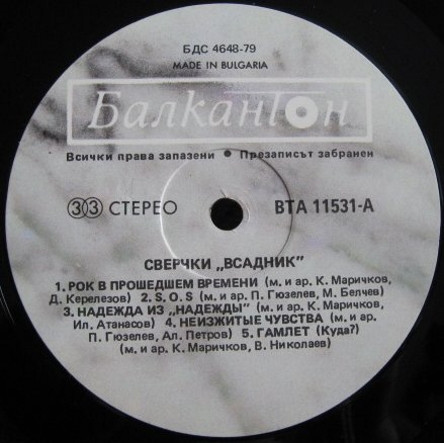 БДС 4648-79
MADE IN BULGARIA
Балкантон
Всички права запазени • Презаписът забранен
33 СТЕРЕО
ВТА 11531-А
СВЕРЧКИ „ВСАДНИК"
1. РОК В ПРОШЕДШЕМ ВРЕМЕНИ (м. и ар. К. Маричков,
Д. Керелезов) 2. S, O, S (м. и ар. П. Гюзелев, М. Белчев)
3. НАДЕЖДА ИЗ „НАДЕЖДЫ" (м. и ар. К. Маричков,
Ил. Атанасов) 4. НЕИЗЖИТЫЕ ЧУВСТВА (м. и ар.
П. Гюзелев, Ал. Петров) 5. ГАМЛЕТ (Куда?)
(м. и ар. К. Маричков, В. Николаев)